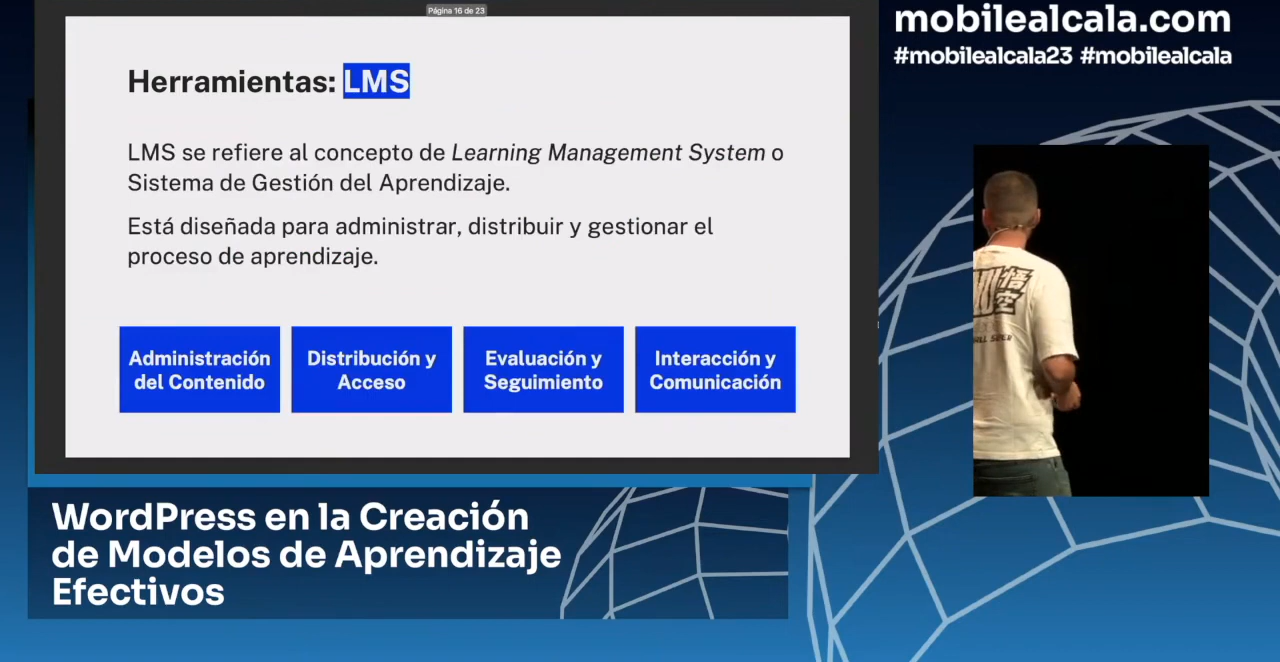 Página 16 de 23
mobilealcala.com
#mobilealcala23 #mobilealcala
Herramientas: LMS
LMS se refiere al concepto de Learning Management System o
Sistema de Gestión del Aprendizaje.
Está diseñada para administrar, distribuir y gestionar el
proceso de aprendizaje.
Administración
del Contenido
Distribución y
Acceso
Evaluación y
Seguimiento
Interacción y
Comunicación
悟
空
WordPress en la Creación
de Modelos de Aprendizaje
Efectivos